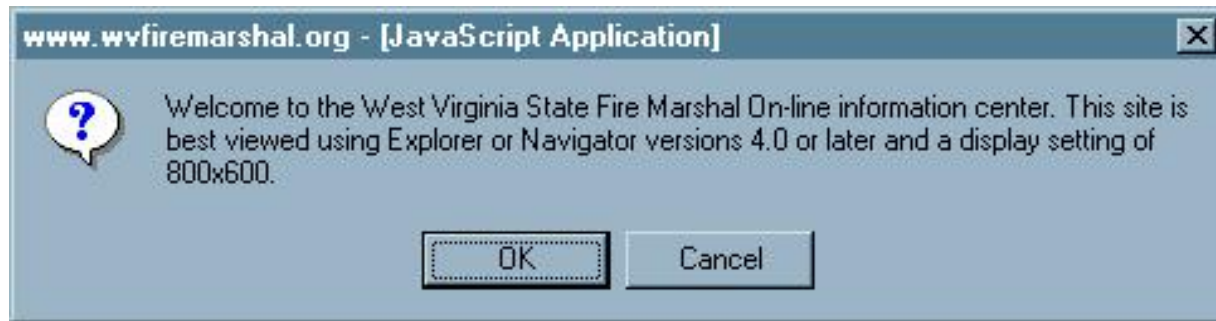 www.wvfiremarshal.org - [JavaScript Application]
Welcome to the West Virginia State Fire Marshal On-line information center. This site is
best viewed using Explorer or Navigator versions 4.0 or later and a display setting of
800x600.
OK
Cancel